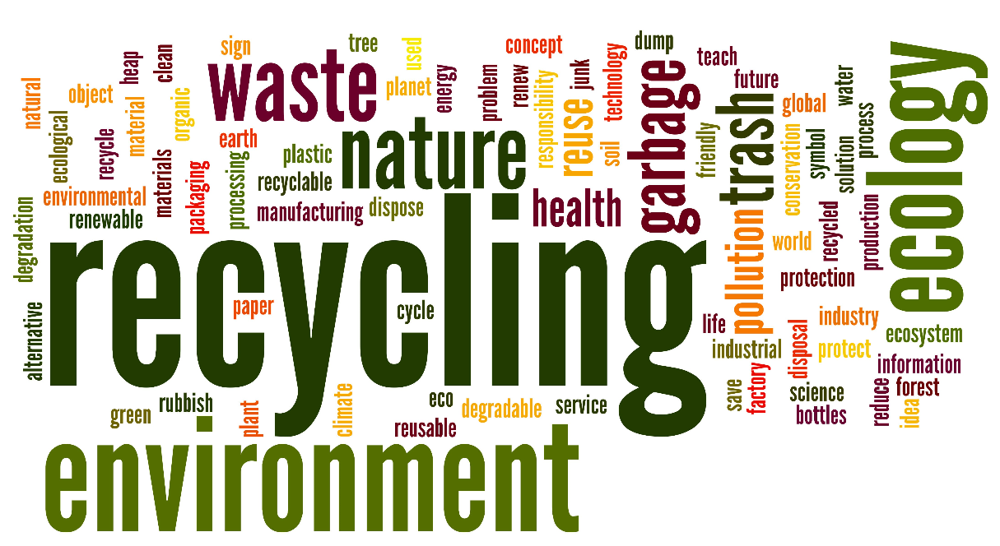 natural
object
heap
clean
sign
waste
tree
used
planet
energy
concept
problem
renew
responsibility
reuse
junk
technology
dump
garbage
teach
future
trash
global
water
ecology
ecological
recycle
material
organic
materials
earth
processing
plastic
recyclable
nature
soil
friendly
conservation
symbol
solution
process
environmental
renewable
packaging
manufacturing
dispose
health
degradation
recycling
pollution
world
recycled
production
protection
paper
cycle
life
industrial
industry
disposal
protect
ecosystem
information
alternative
green
rubbish
plant
climate
eco
reusable
degradable
service
save
factory
science
bottles
reduce
forest
idea
environment